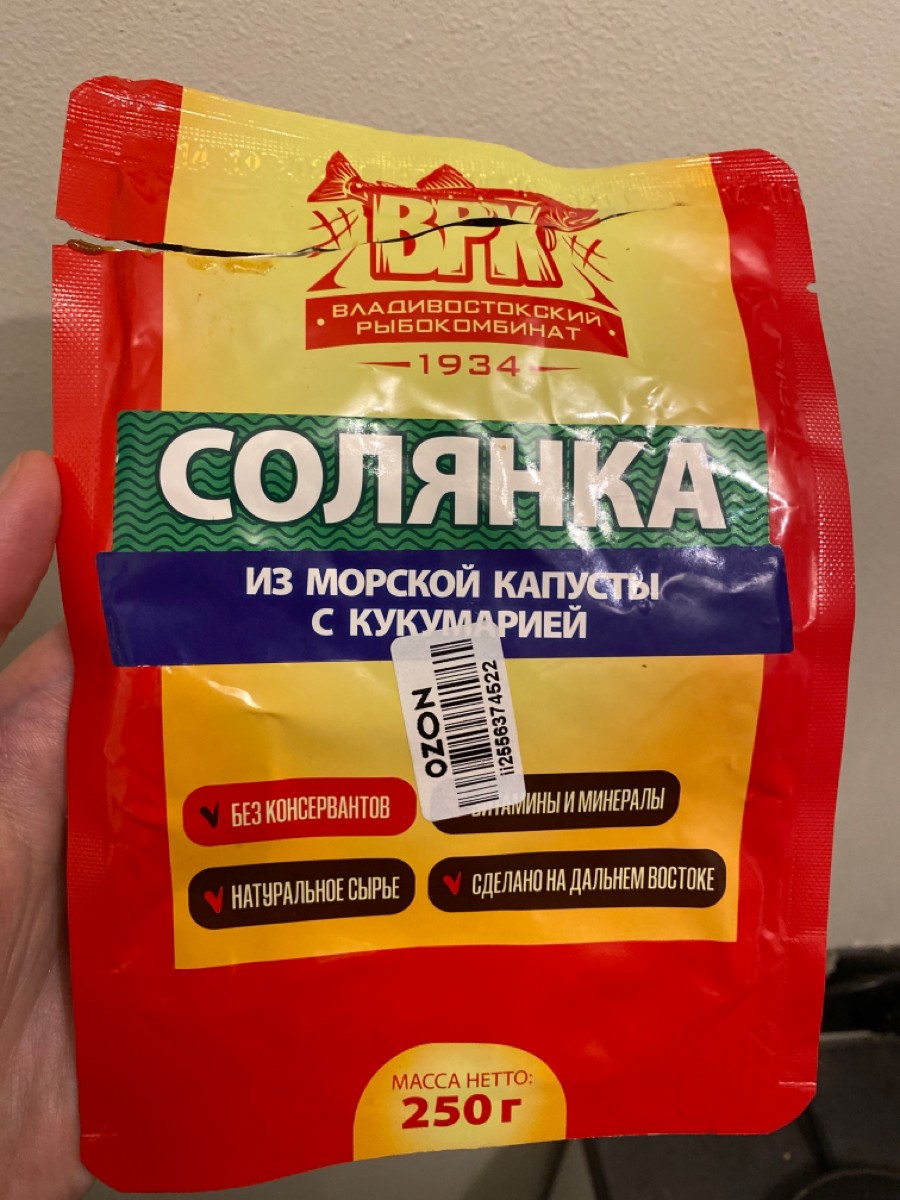 ВРК
ВЛАДИВОСТОКСКИЙ
РЫБОКОМБИНАТ
1934
СОЛЯНКА
ИЗ МОРСКОЙ КАПУСТЫ
С КУКУМАРИЕЙ
OZON
ii2556374522
БЕЗ КОНСЕРВАНТОВ
ВИТАМИНЫ И МИНЕРАЛЫ
НАТУРАЛЬНОЕ СЫРЬЕ
СДЕЛАНО НА ДАЛЬНЕМ ВОСТОКЕ
МАССА НЕТТО:
250 г